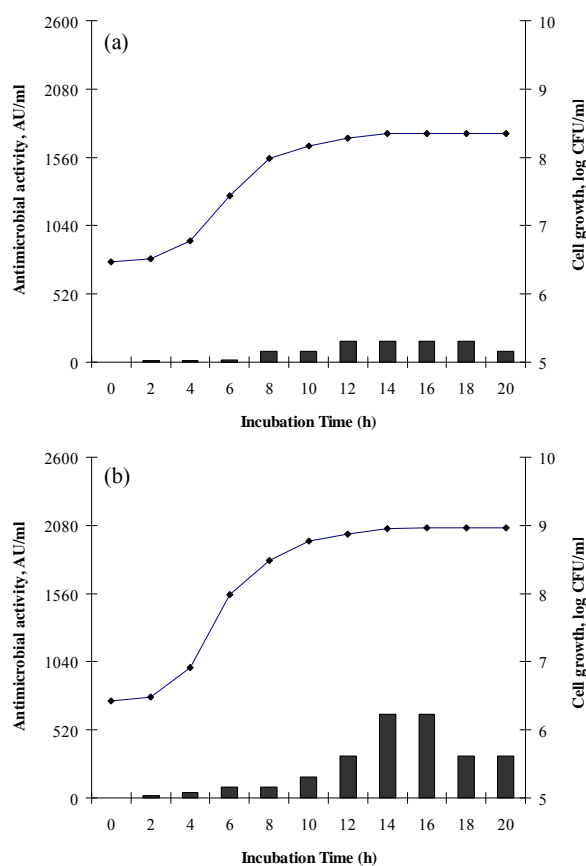 (a)
Antimicrobial activity, AU/ml
2600
2080
1560
1040
520
0
10
9
8
7
6
5
Cell growth, log CFU/ml
0 2 4 6 8 10 12 14 16 18 20
Incubation Time (h)
(b)
Antimicrobial activity, AU/ml
2600
2080
1560
1040
520
0
10
9
8
7
6
5
Cell growth, log CFU/ml
0 2 4 6 8 10 12 14 16 18 20
Incubation Time (h)